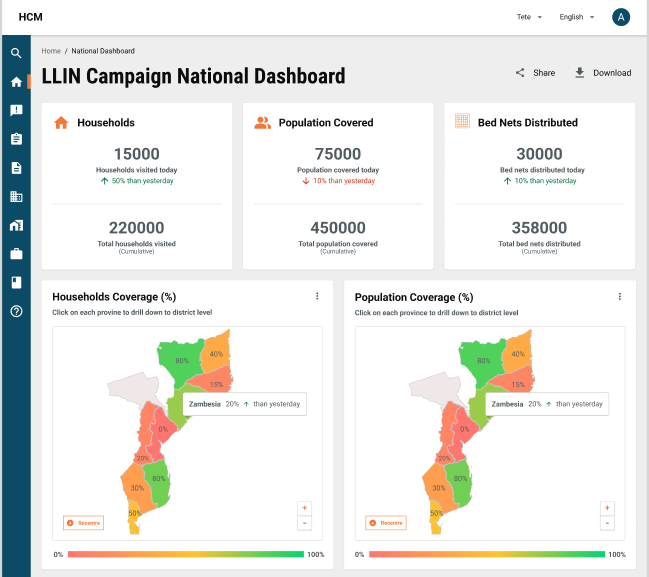 HCM
Tete
English
A
Home / National Dashboard
LLIN Campaign National Dashboard
Share
Download
Households
15000
Households visited today
50% than yesterday
220000
Total households visited
(Cumulative)
Population Covered
75000
Population covered today
10% than yesterday
450000
Total population covered
(Cumulative)
Bed Nets Distributed
30000
Bed nets distributed today
10% than yesterday
358000
Total bed nets distributed
(Cumulative)
Households Coverage (%)
Click on each provine to drill down to district level
80%
40%
15%
Zambesia 20% than yesterday
0%
20%
80%
30%
50%
+
Recentre
-
0%
100%
Population Coverage (%)
Click on each province to drill down to district level
80%
40%
15%
Zambesia 20% than yesterday
0%
20%
80%
30%
50%
+
Recentre
-
0%
100%